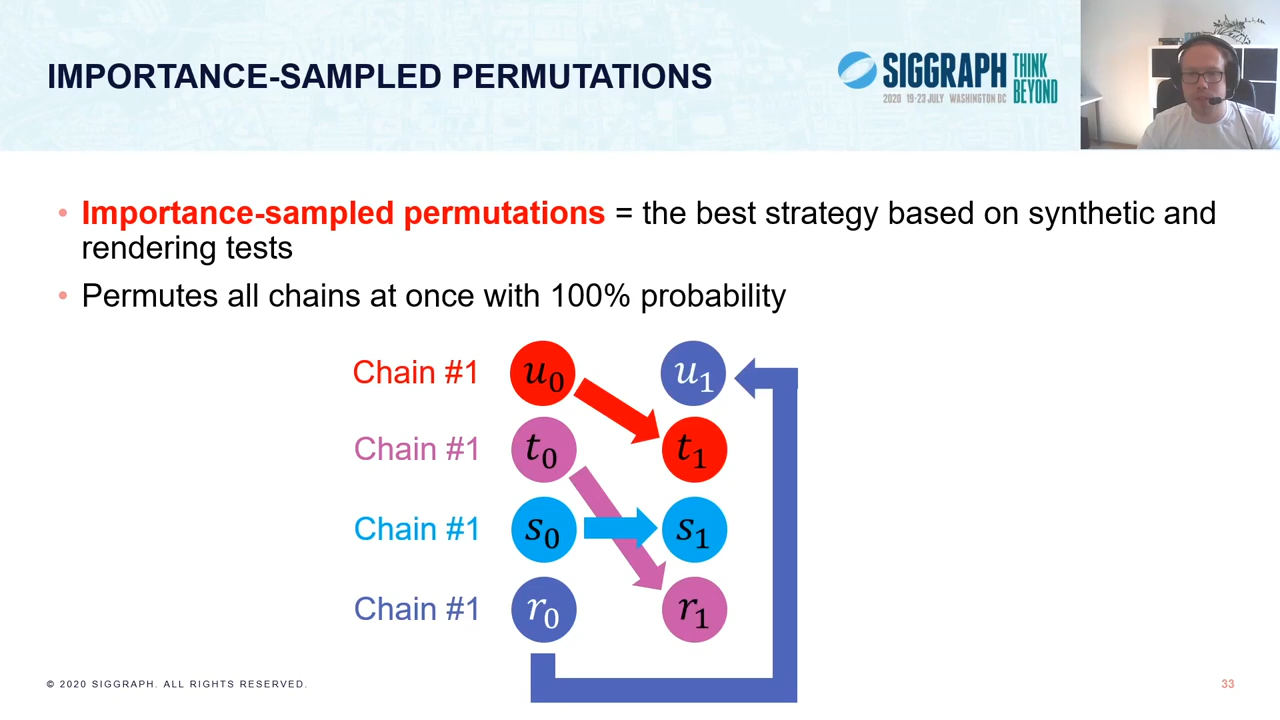 IMPORTANCE-SAMPLED PERMUTATIONS
SIGGRAPH
THINK
BEYOND
2020 19-23 JULY WASHINGTON DC
• Importance-sampled permutations = the best strategy based on synthetic and
rendering tests
• Permutes all chains at once with 100% probability
Chain #1 u0 u1
Chain #1 t0 t1
Chain #1 s0 s1
Chain #1 r0 r1
© 2020 SIGGRAPH. ALL RIGHTS RESERVED.
33